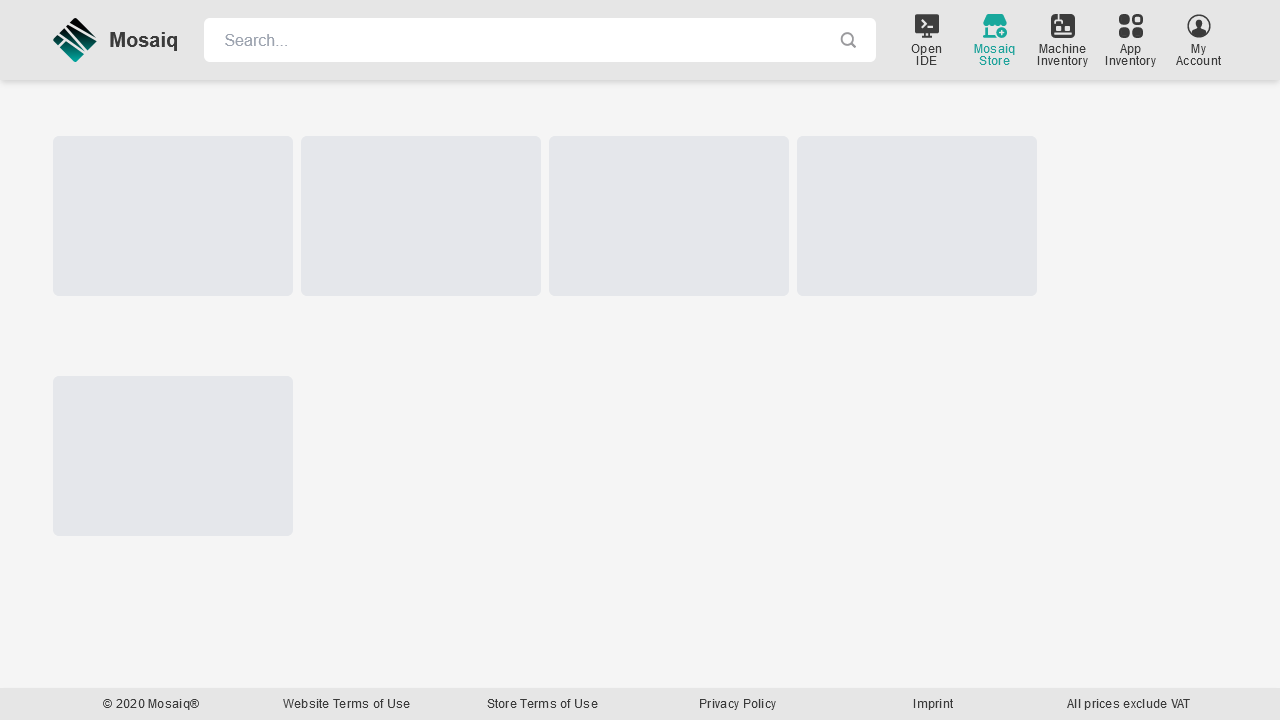 Mosaiq
Search...
Open
IDE
Mosaiq
Store
Machine
Inventory
App
Inventory
My
Account
© 2020 Mosaiq®
Website Terms of Use
Store Terms of Use
Privacy Policy
Imprint
All prices exclude VAT